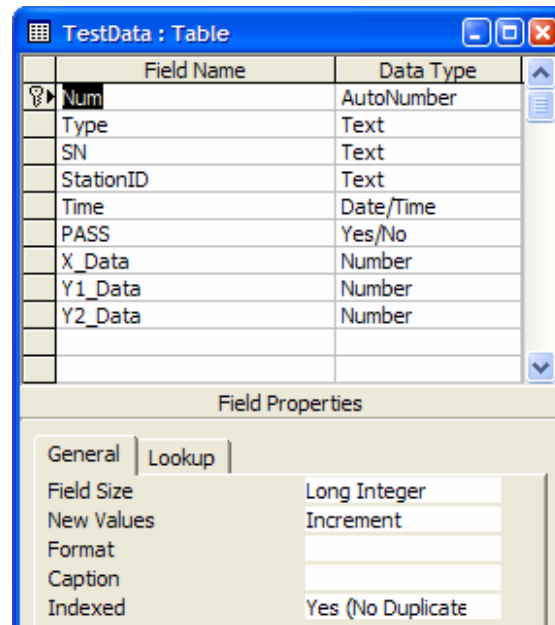 TestData : Table
Field Name Data Type
Num AutoNumber
Type Text
SN Text
StationID Text
Time Date/Time
PASS Yes/No
X_Data Number
Y1_Data Number
Y2_Data Number
Field Properties
General Lookup
Field Size Long Integer
New Values Increment
Format
Caption
Indexed Yes (No Duplicate